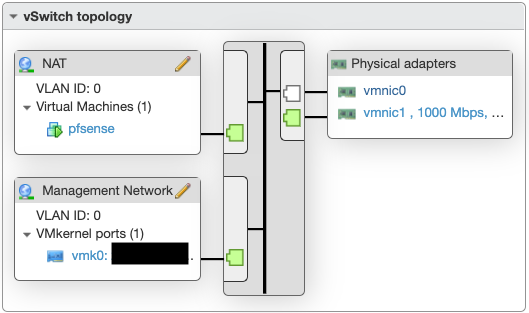 vSwitch topology
NAT
VLAN ID: 0
Virtual Machines (1)
pfsense
Management Network
VLAN ID: 0
VMkernel ports (1)
vmk0: .
Physical adapters
vmnic0
vmnic1 , 1000 Mbps, ...